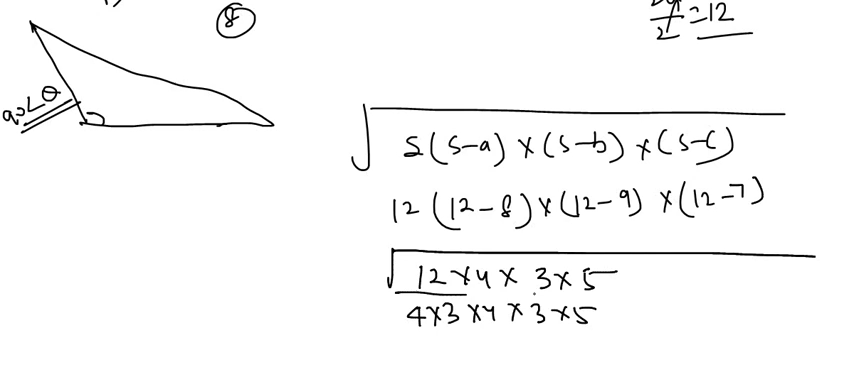 8
= 12
2
90 < θ
√ s(s-a) × (s-b) × (s-c)
12 (12-8) × (12-9) × (12-7)
√ 12 × 4 × 3 × 5
4×3 × 4 × 3 × 5